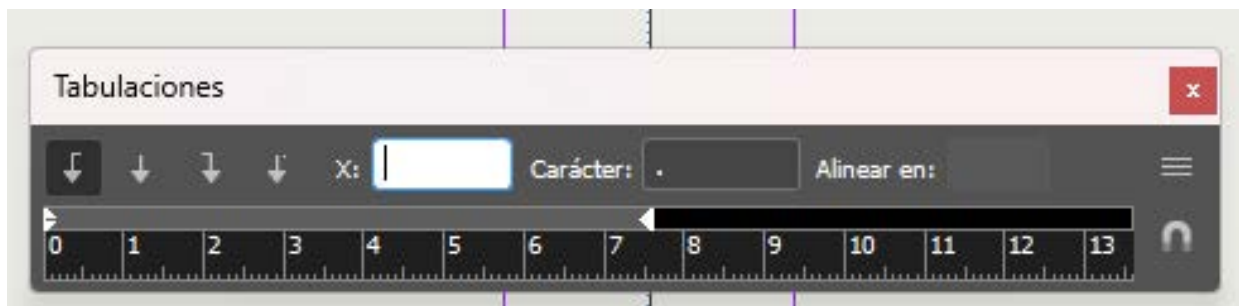 Tabulaciones
x
X: Carácter: . Alinear en:
0 1 2 3 4 5 6 7 8 9 10 11 12 13